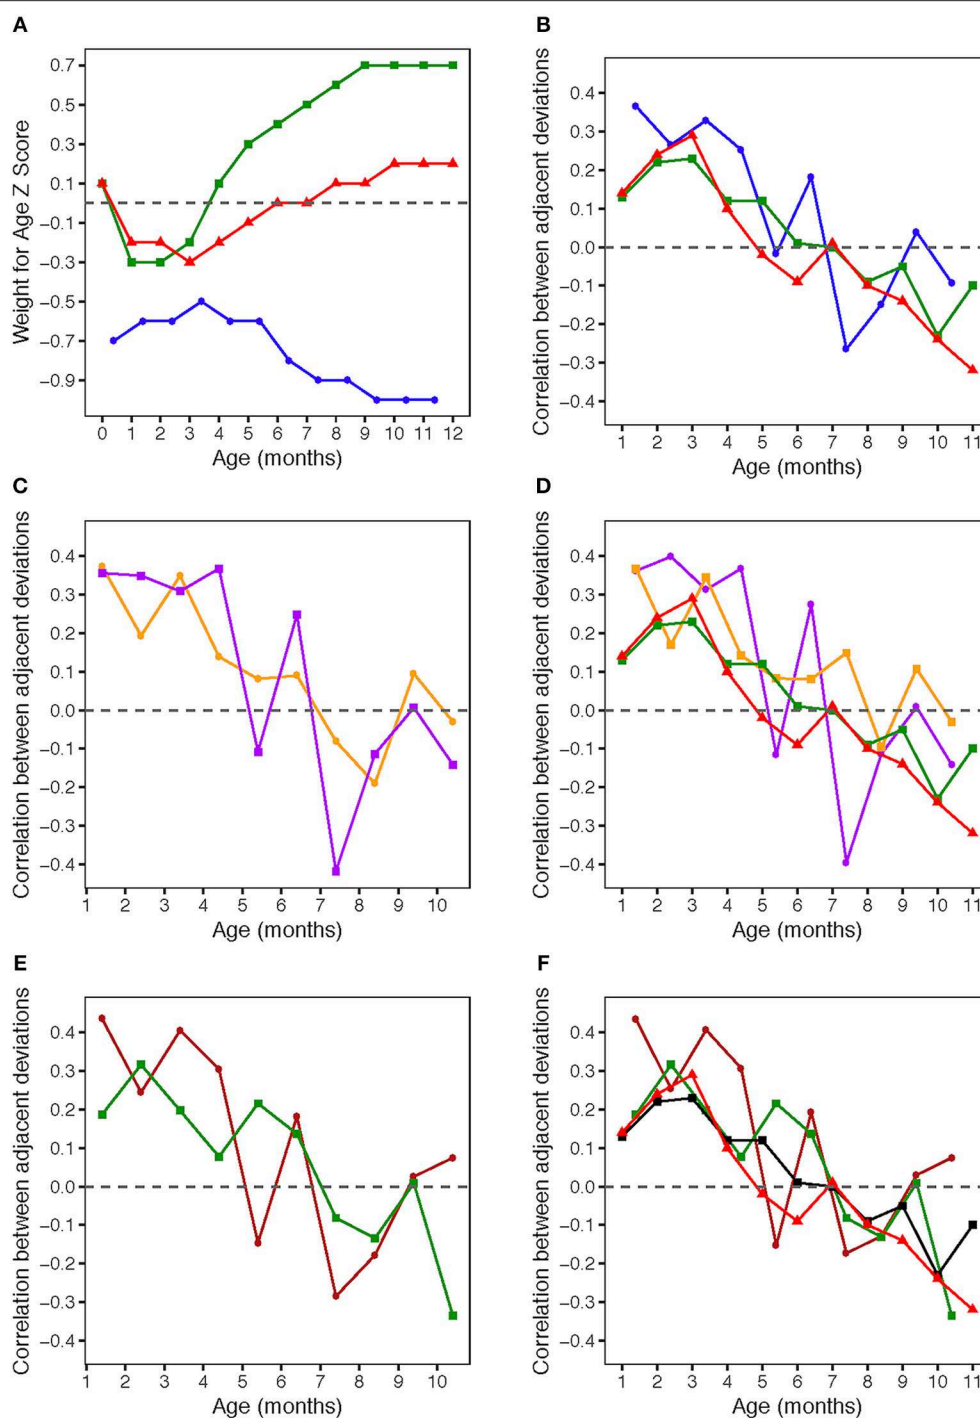 A
Weight for Age Z Score
0.7
0.5
0.3
0.1
−0.1
−0.3
−0.5
−0.7
−0.9
0 1 2 3 4 5 6 7 8 9 10 11 12
Age (months)
B
Correlation between adjacent deviations
0.4
0.3
0.2
0.1
0.0
−0.1
−0.2
−0.3
−0.4
1 2 3 4 5 6 7 8 9 10 11
Age (months)
C
Correlation between adjacent deviations
0.4
0.3
0.2
0.1
0.0
−0.1
−0.2
−0.3
−0.4
1 2 3 4 5 6 7 8 9 10
Age (months)
D
Correlation between adjacent deviations
0.4
0.3
0.2
0.1
0.0
−0.1
−0.2
−0.3
−0.4
1 2 3 4 5 6 7 8 9 10 11
Age (months)
E
Correlation between adjacent deviations
0.4
0.3
0.2
0.1
0.0
−0.1
−0.2
−0.3
−0.4
1 2 3 4 5 6 7 8 9 10
Age (months)
F
Correlation between adjacent deviations
0.4
0.3
0.2
0.1
0.0
−0.1
−0.2
−0.3
−0.4
1 2 3 4 5 6 7 8 9 10 11
Age (months)